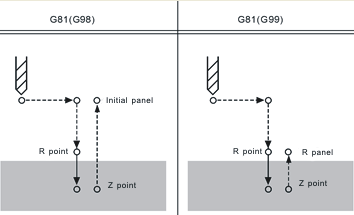 G81(G98)
G81(G99)
Initial panel
R point
Z point
R point
R panel
Z point